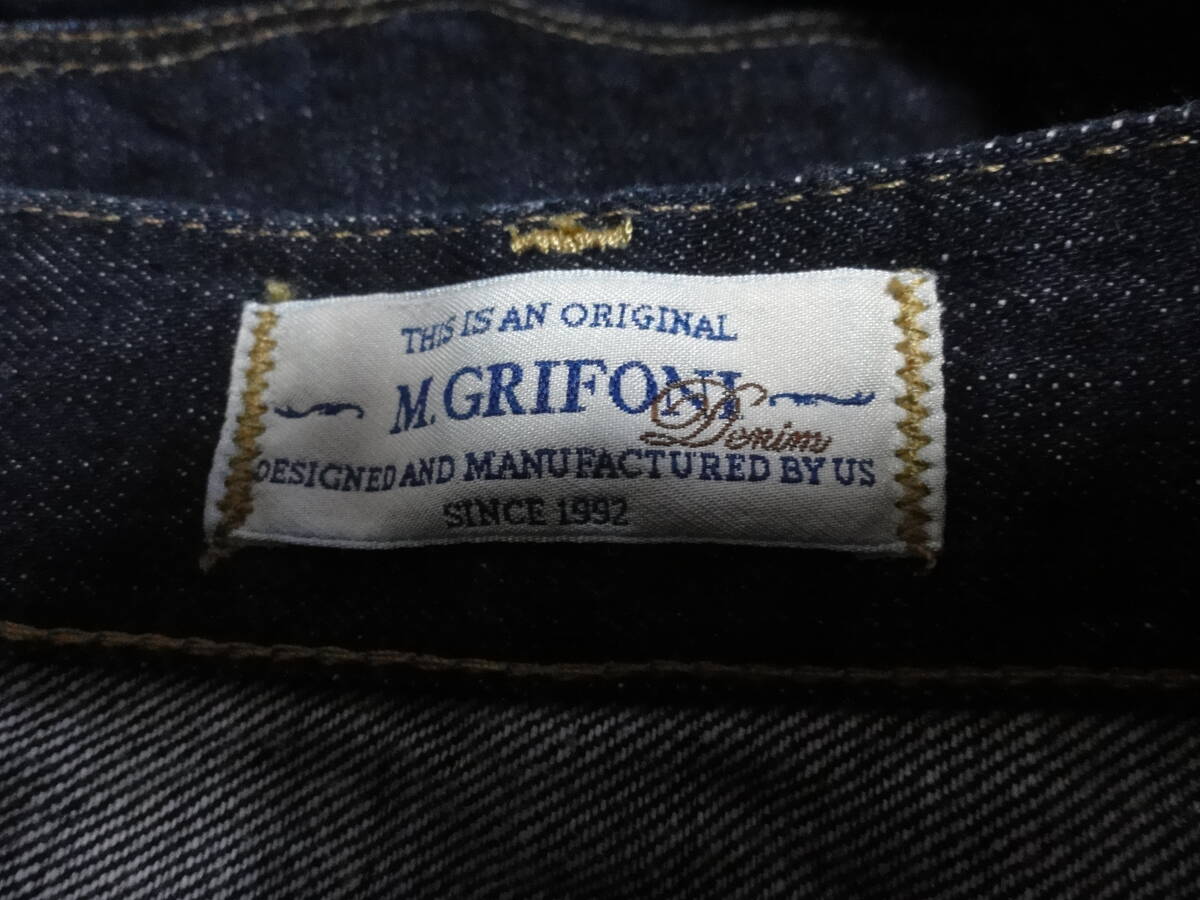 THIS IS AN ORIGINAL
M. GRIFONI
Denim
DESIGNED AND MANUFACTURED BY US
SINCE 1992